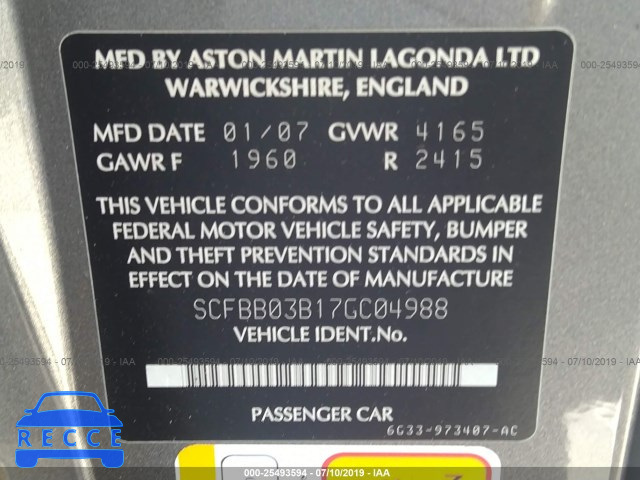 MFD BY ASTON MARTIN LAGONDA LTD
WARWICKSHIRE, ENGLAND
MFD DATE 01/07 GVWR 4165
GAWR F 1960 R 2415
THIS VEHICLE CONFORMS TO ALL APPLICABLE
FEDERAL MOTOR VEHICLE SAFETY, BUMPER
AND THEFT PREVENTION STANDARDS IN
EFFECT ON THE DATE OF MANUFACTURE
SCFBB03B17GC04988
VEHICLE IDENT.No.
PASSENGER CAR
6G33-973407-AC
RECCE
000-25493594 - 07/10/2019 - IAA